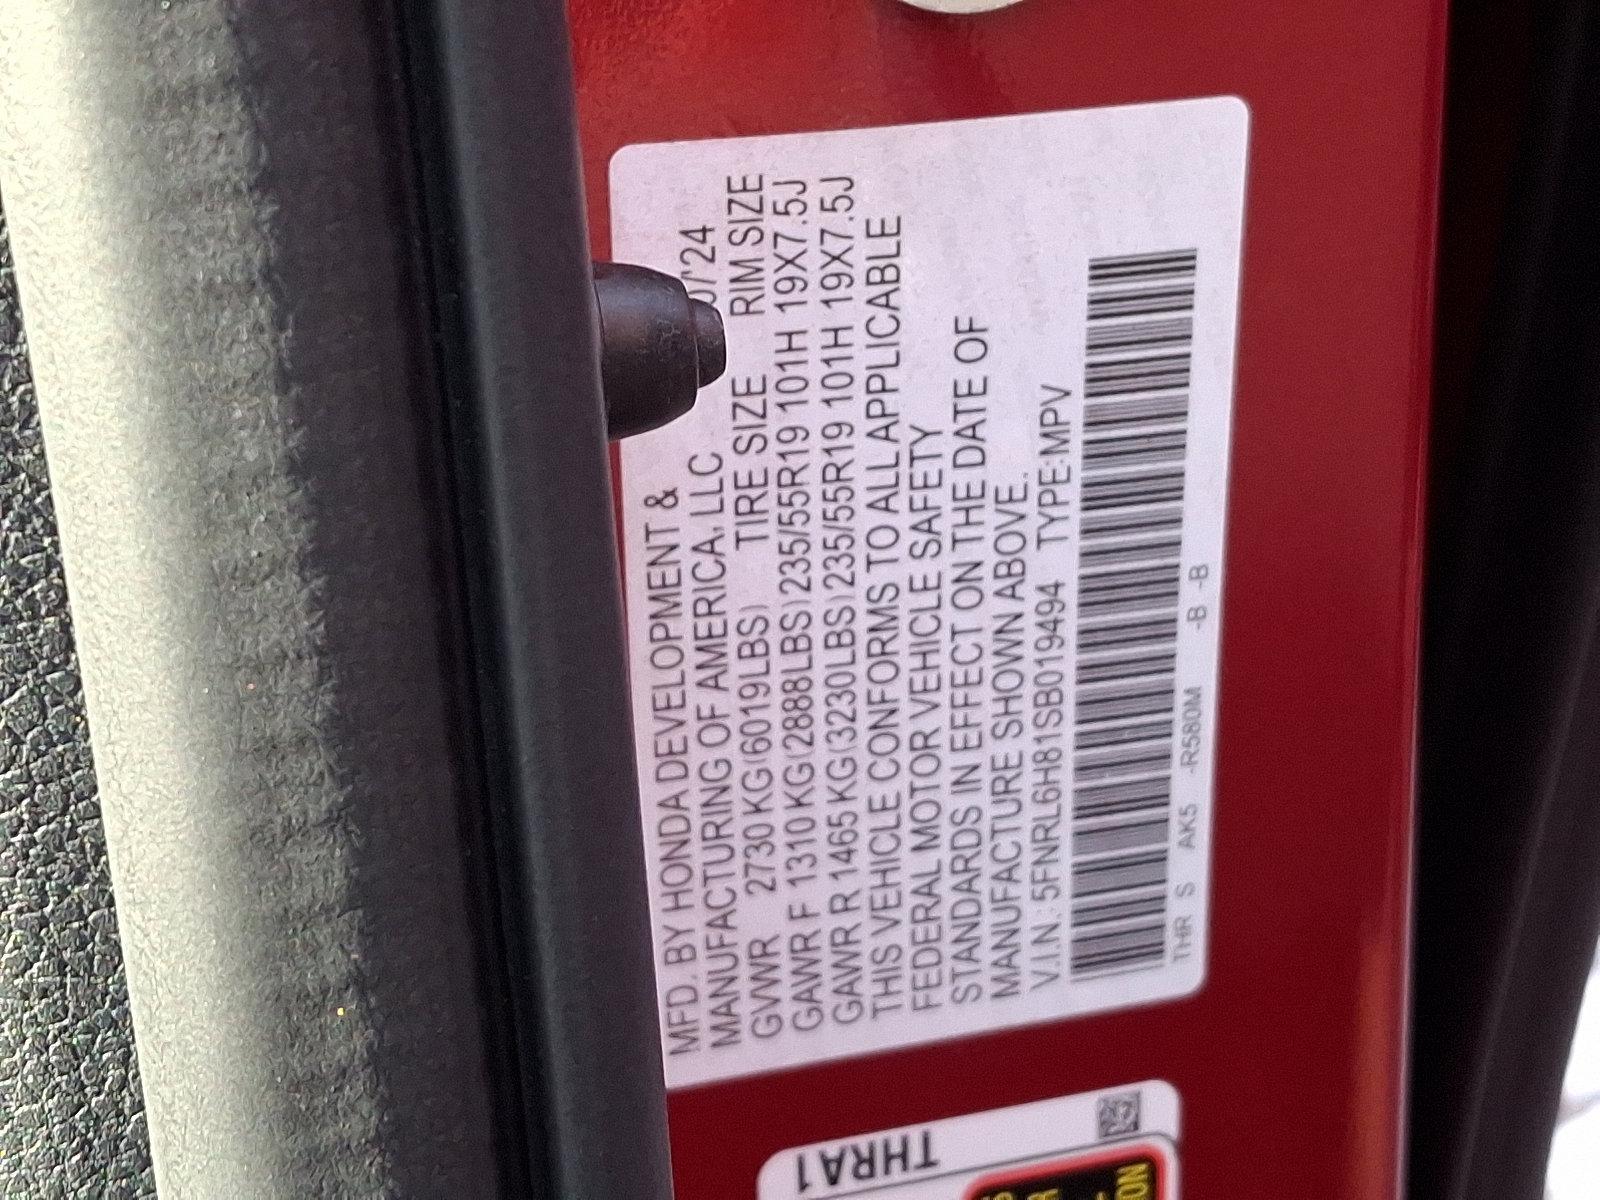 MFD. BY HONDA DEVELOPMENT &
MANUFACTURING OF AMERICA, LLC /'24
GVWR 2730 KG(6019LBS) TIRE SIZE RIM SIZE
GAWR F 1310 KG(2888LBS)235/55R19 101H 19X7.5J
GAWR R 1465 KG(3230LBS)235/55R19 101H 19X7.5J
THIS VEHICLE CONFORMS TO ALL APPLICABLE
FEDERAL MOTOR VEHICLE SAFETY
STANDARDS IN EFFECT ON THE DATE OF
MANUFACTURE SHOWN ABOVE.
V.I.N.: 5FNRL6H81SB019494 TYPE:MPV
THR S AK5 -R580M -B -B
THRA1